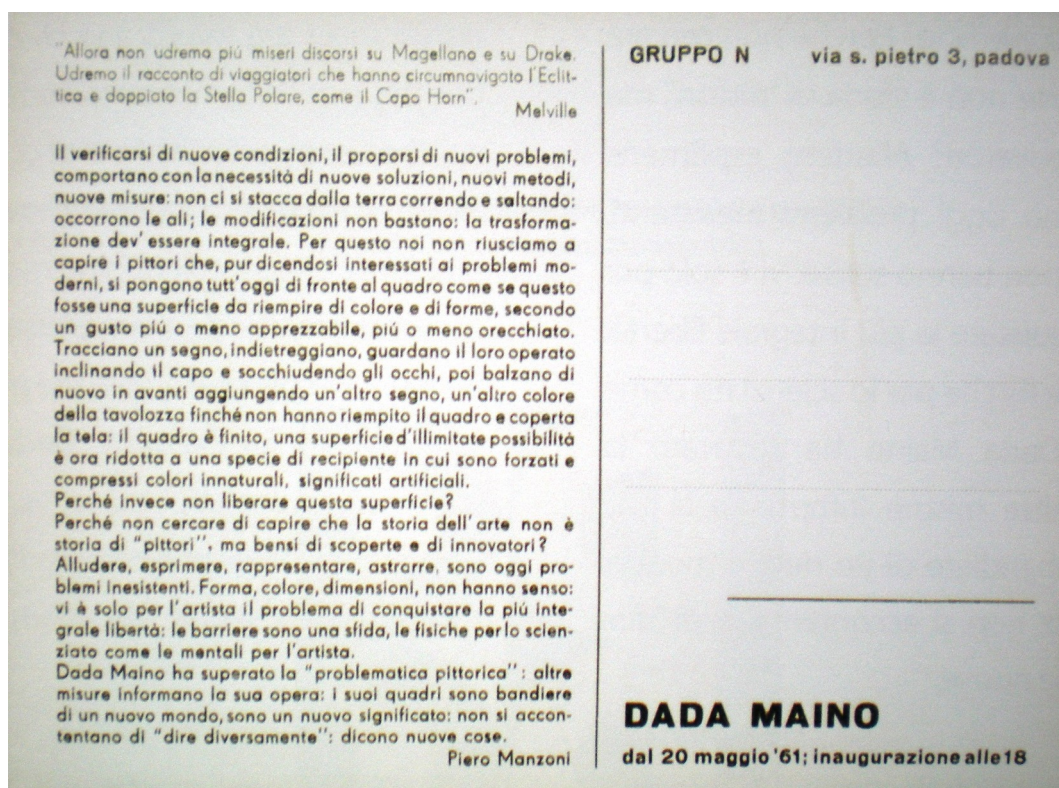 "Allora non udremo piú miseri discorsi su Magellano e su Drake.
Udremo il racconto di viaggiatori che hanno circumnavigato l'Eclit-
tica e doppiato la Stella Polare, come il Capo Horn".
Melville
Il verificarsi di nuove condizioni, il proporsi di nuovi problemi,
comportano con la necessità di nuove soluzioni, nuovi metodi,
nuove misure: non ci si stacca dalla terra correndo e saltando:
occorrono le ali; le modificazioni non bastano: la trasforma-
zione dev' essere integrale. Per questo noi non riusciamo a
capire i pittori che, pur dicendosi interessati ai problemi mo-
derni, si pongono tutt'oggi di fronte al quadro come se questo
fosse una superficie da riempire di colore e di forme, secondo
un gusto piú o meno apprezzabile, piú o meno orecchiato.
Tracciano un segno, indietreggiano, guardano il loro operato
inclinando il capo e socchiudendo gli occhi, poi balzano di
nuovo in avanti aggiungendo un'altro segno, un'altro colore
della tavolozza finché non hanno riempito il quadro e coperta
la tela: il quadro è finito, una superficie d'illimitate possibilità
è ora ridotta a una specie di recipiente in cui sono forzati e
compressi colori innaturali, significati artificiali.
Perché invece non liberare questa superficie?
Perché non cercare di capire che la storia dell'arte non è
storia di "pittori", ma bensi di scoperte e di innovatori?
Alludere, esprimere, rappresentare, astrarre, sono oggi pro-
blemi inesistenti. Forma, colore, dimensioni, non hanno senso:
vi è solo per l'artista il problema di conquistare la piú inte-
grale libertà: le barriere sono una sfida, le fisiche per lo scien-
ziato come le mentali per l'artista.
Dada Maino ha superato la "problematica pittorica": altre
misure informano la sua opera: i suoi quadri sono bandiere
di un nuovo mondo, sono un nuovo significato: non si accon-
tentano di "dire diversamente": dicono nuove cose.
Piero Manzoni
GRUPPO N via s. pietro 3, padova
DADA MAINO
dal 20 maggio '61; inaugurazione alle 18